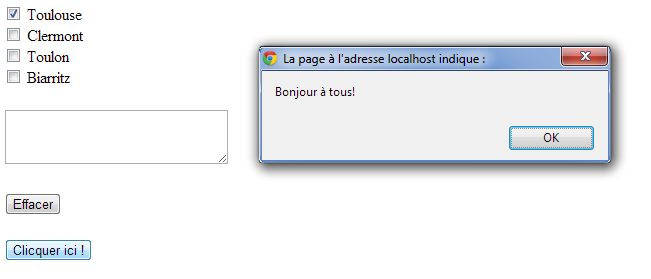 Toulouse
Clermont
Toulon
Biarritz
La page à l'adresse localhost indique :
Bonjour à tous!
OK
Effacer
Clicquer ici !